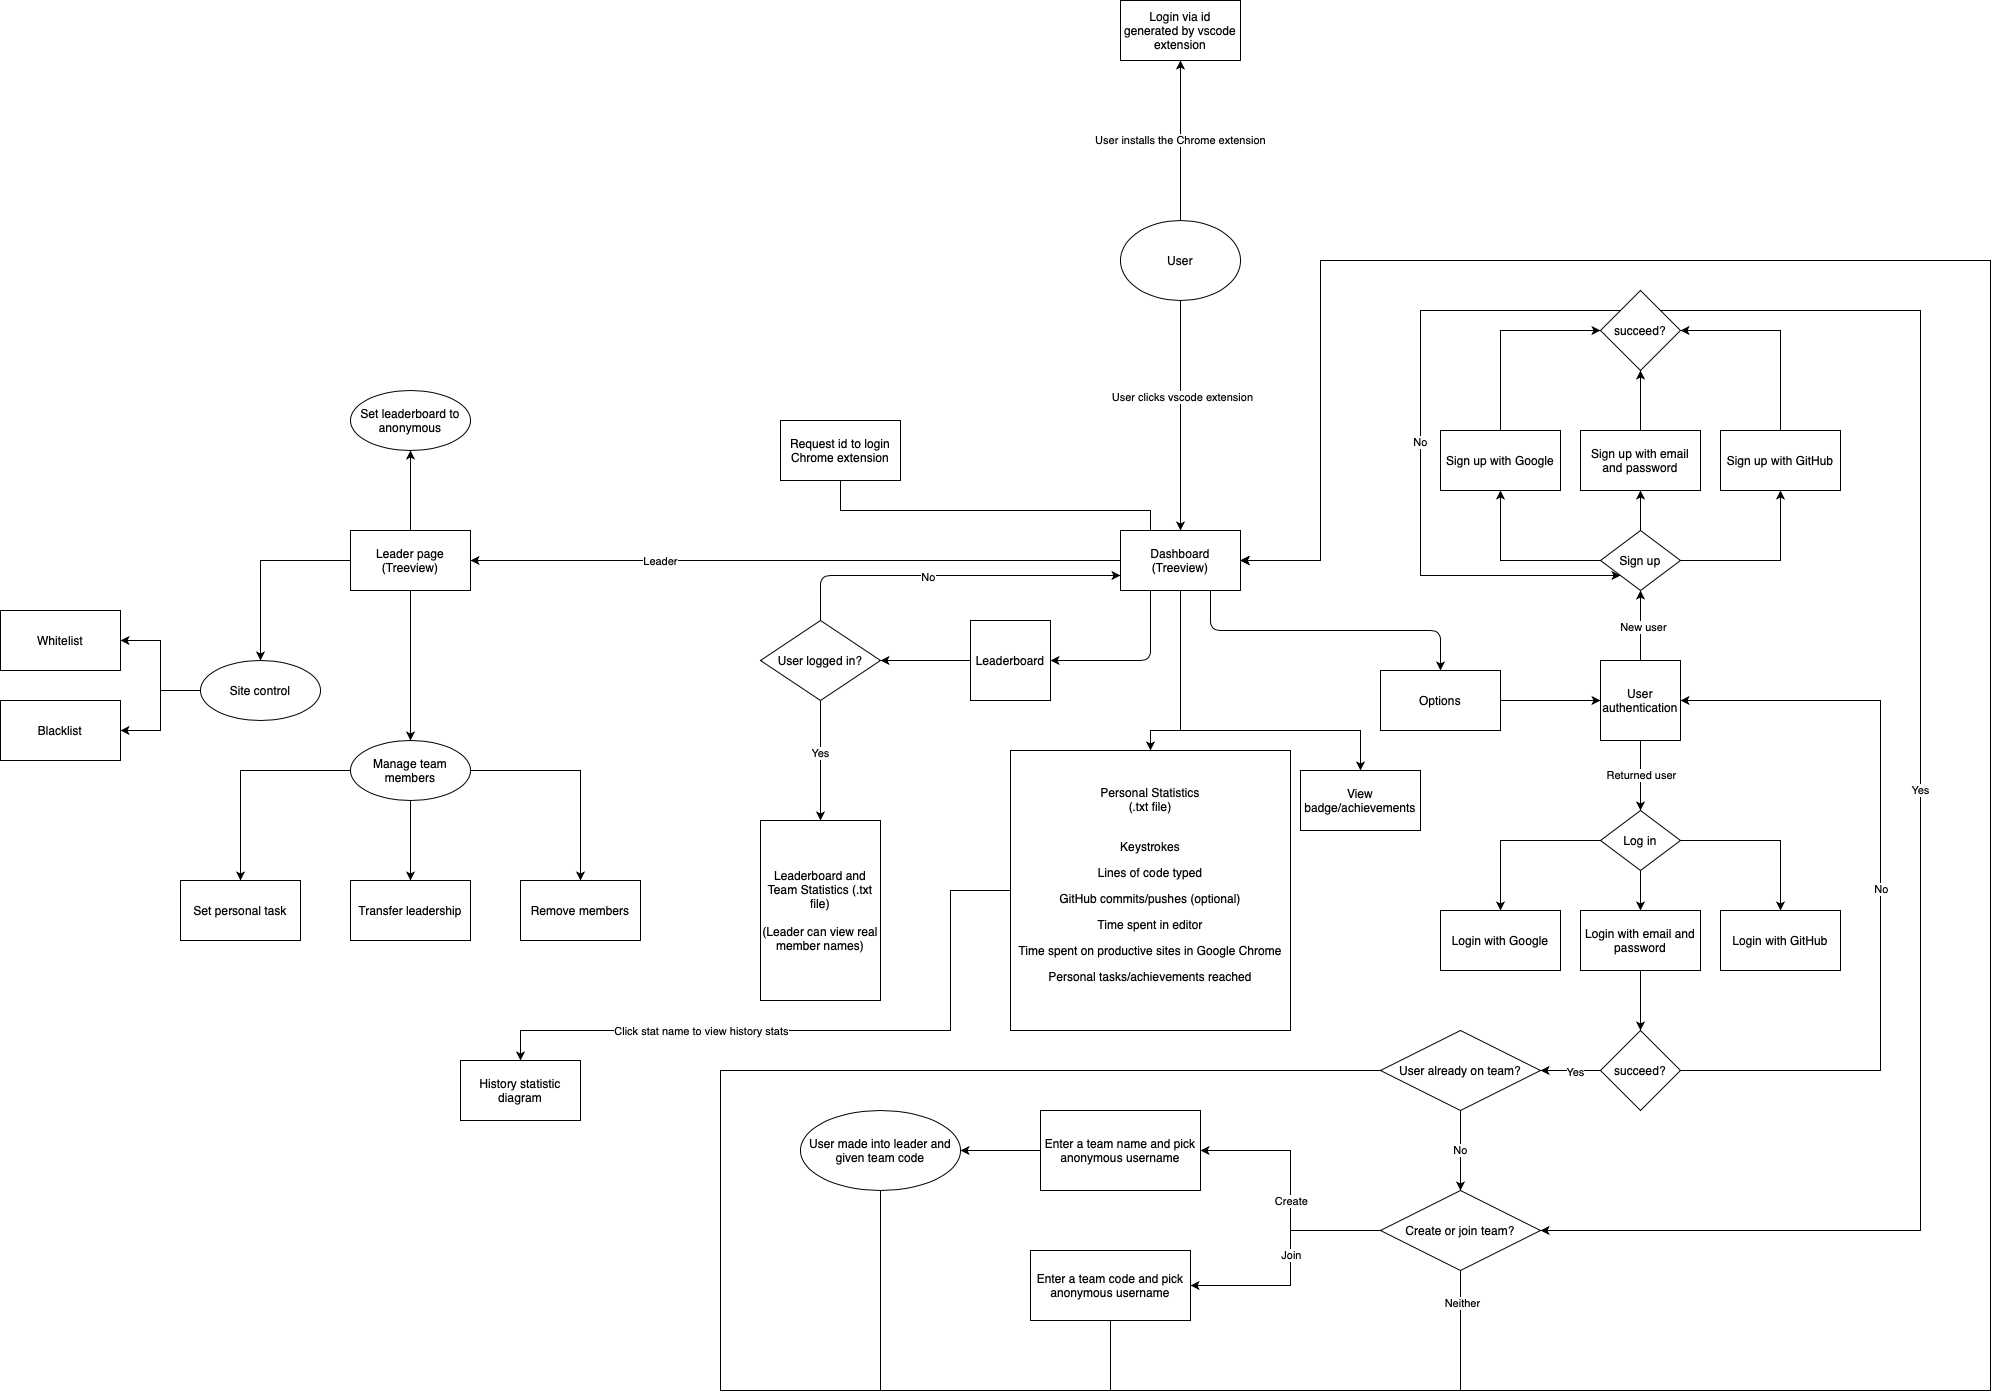 Login via id
generated by vscode
extension
User installs the Chrome extension
User
User clicks vscode extension
succeed?
No
Sign up with Google
Sign up with email
and password
Sign up with GitHub
Sign up
New user
Set leaderboard to
anonymous
Request id to login
Chrome extension
Leader page
(Treeview)
Leader
Dashboard
(Treeview)
No
Whitelist
Blacklist
Site control
User logged in?
Leaderboard
Options
User
authentication
Yes
Returned user
Yes
Manage team
members
Set personal task
Transfer leadership
Remove members
Leaderboard and
Team Statistics (.txt
file)
(Leader can view real
member names)
Personal Statistics
(.txt file)
Keystrokes
Lines of code typed
GitHub commits/pushes (optional)
Time spent in editor
Time spent on productive sites in Google Chrome
Personal tasks/achievements reached
View
badge/achievements
Log in
No
Login with Google
Login with email and
password
Login with GitHub
Click stat name to view history stats
History statistic
diagram
User already on team?
Yes
succeed?
User made into leader and
given team code
Enter a team name and pick
anonymous username
No
Create
Create or join team?
Join
Enter a team code and pick
anonymous username
Neither